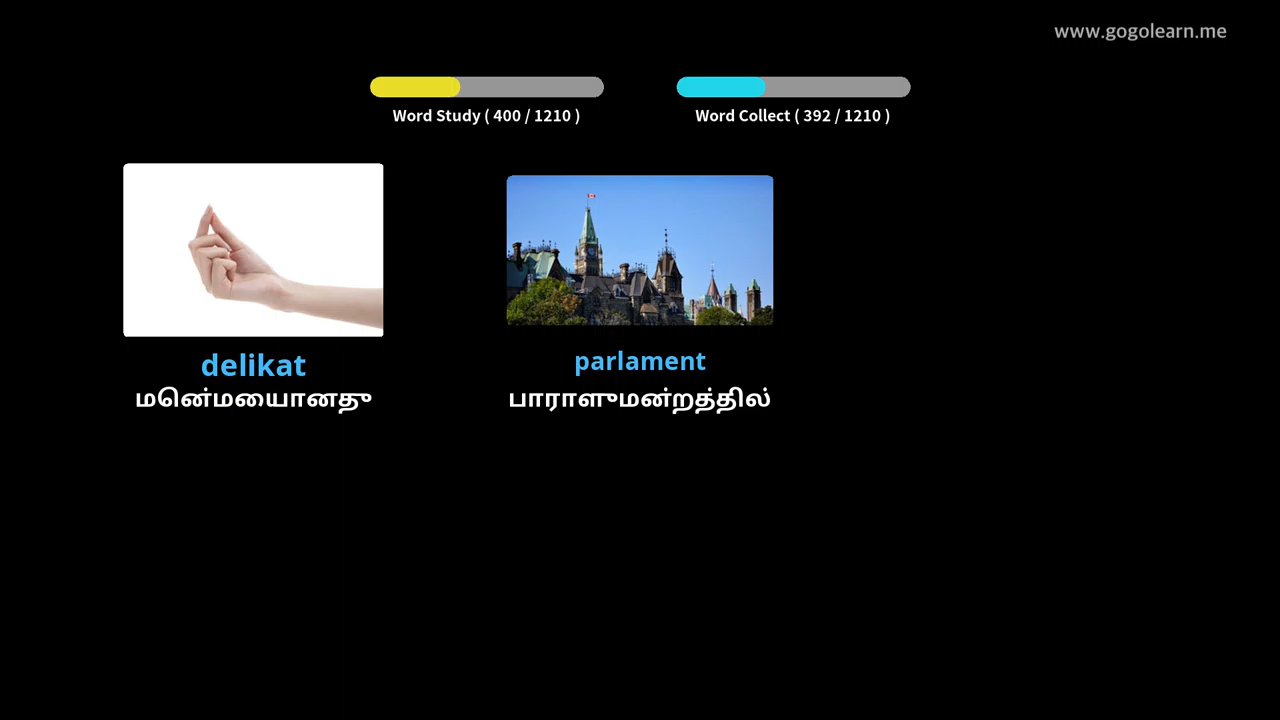 www.gogolearn.me
Word Study ( 400 / 1210 )
Word Collect ( 392 / 1210 )
delikat
மென்மையானது
parlament
பாராளுமன்றத்தில்